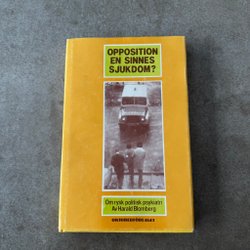 OPPOSITION
EN SINNES
SJUKDOM?
Om rysk politisk psykiatri
Av Harald Blomberg